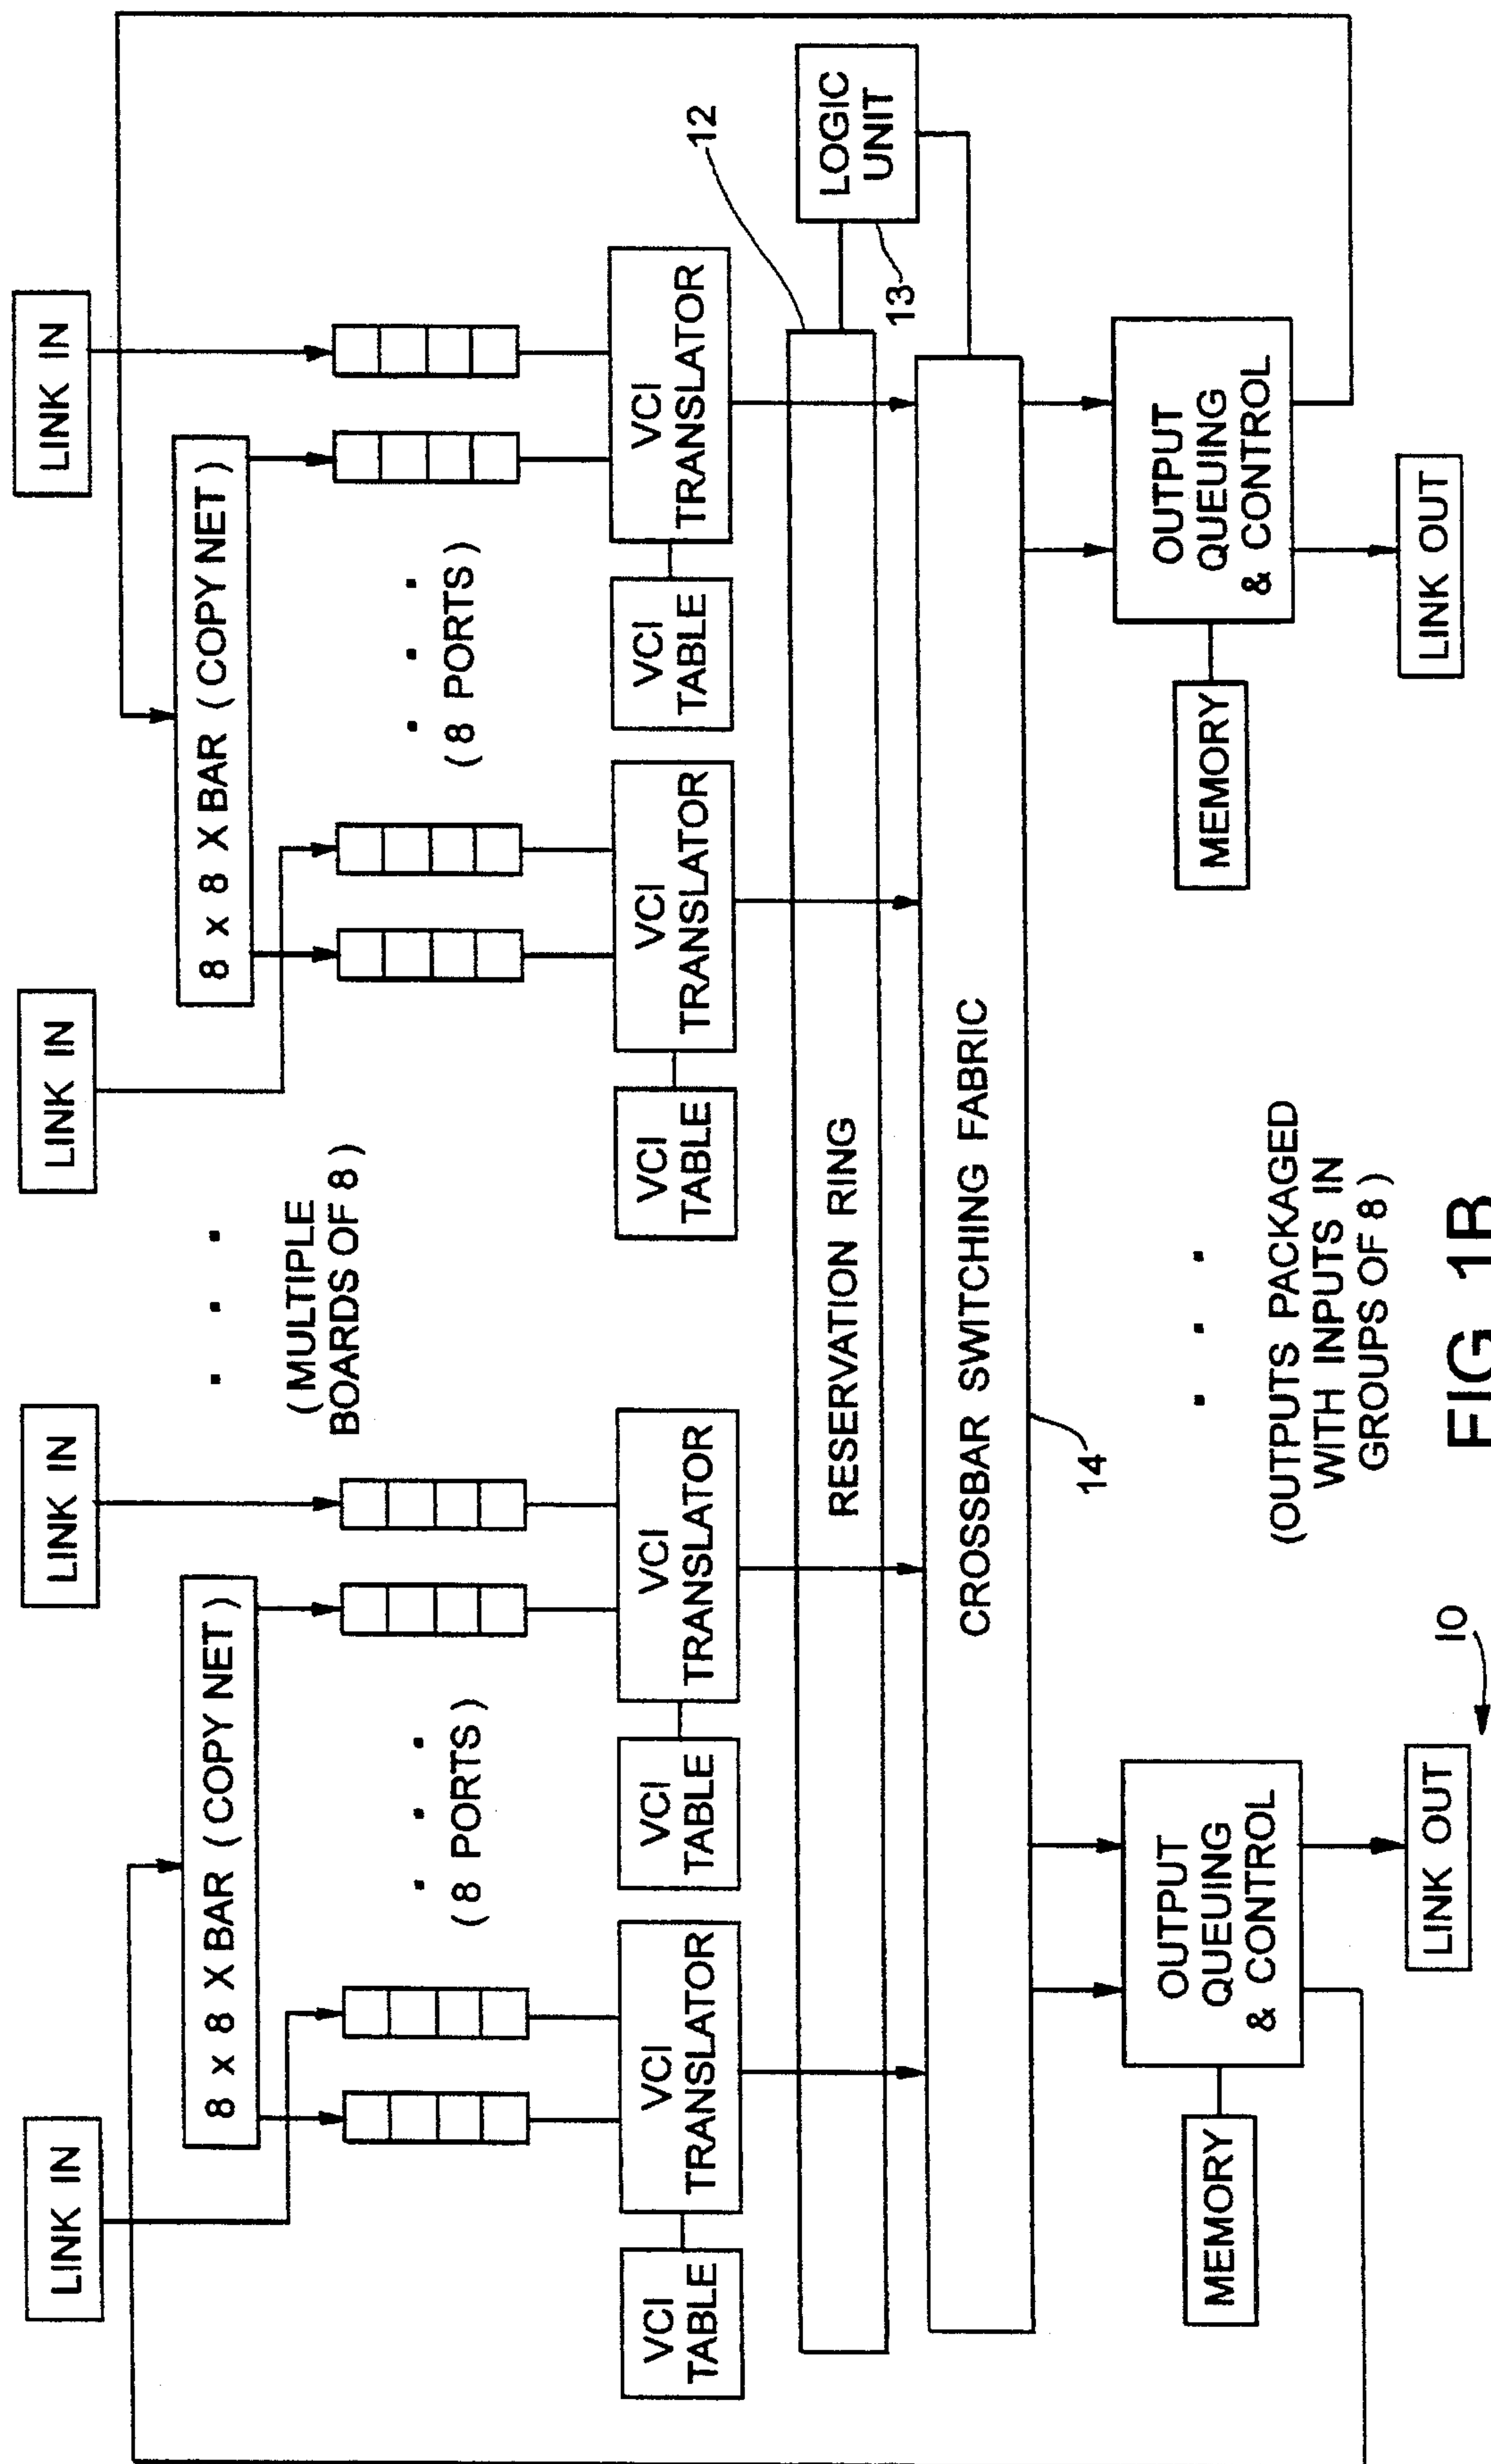 LINK IN
LINK IN
LINK IN
LINK IN
8 x 8 X BAR ( COPY NET )
8 x 8 X BAR ( COPY NET )
( MULTIPLE
BOARDS OF 8 )
( 8 PORTS )
( 8 PORTS )
VCI
TABLE
VCI
TRANSLATOR
VCI
TABLE
VCI
TRANSLATOR
VCI
TABLE
VCI
TRANSLATOR
VCI
TABLE
VCI
TRANSLATOR
12
RESERVATION RING
LOGIC
UNIT
13
CROSSBAR SWITCHING FABRIC
14
MEMORY
OUTPUT
QUEUING
& CONTROL
MEMORY
OUTPUT
QUEUING
& CONTROL
(OUTPUTS PACKAGED
WITH INPUTS IN
GROUPS OF 8 )
LINK OUT
LINK OUT
10
FIG 1B